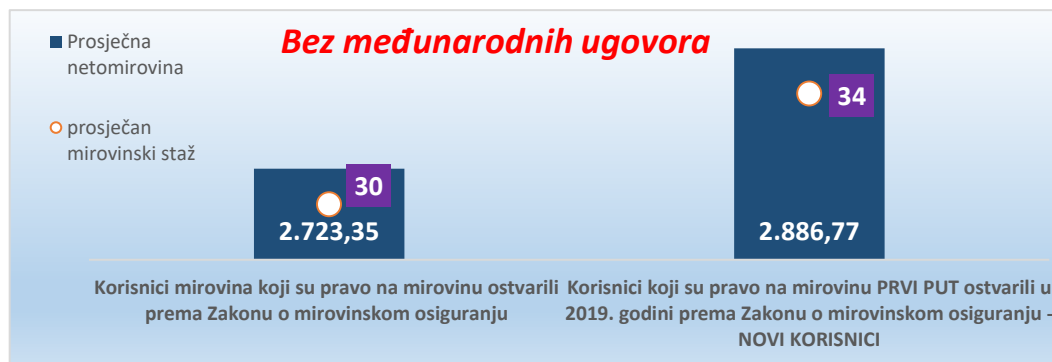 Bez međunarodnih ugovora
Prosječna
netomirovina
prosječan
mirovinski staž
30
34
2.723,35
2.886,77
Korisnici mirovina koji su pravo na mirovinu ostvarili
prema Zakonu o mirovinskom osiguranju
Korisnici koji su pravo na mirovinu PRVI PUT ostvarili u
2019. godini prema Zakonu o mirovinskom osiguranju -
NOVI KORISNICI